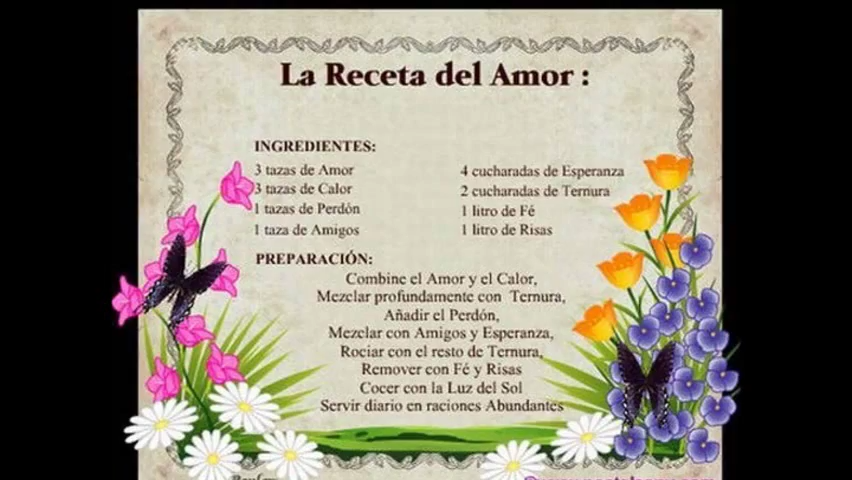 La Receta del Amor :
INGREDIENTES:
3 tazas de Amor
3 tazas de Calor
1 tazas de Perdón
1 taza de Amigos
4 cucharadas de Esperanza
2 cucharadas de Ternura
1 litro de Fé
1 litro de Risas
PREPARACIÓN:
Combine el Amor y el Calor,
Mezclar profundamente con Ternura,
Añadir el Perdón,
Mezclar con Amigos y Esperanza,
Rociar con el resto de Ternura,
Remover con Fé y Risas
Cocer con la Luz del Sol
Servir diario en raciones Abundantes